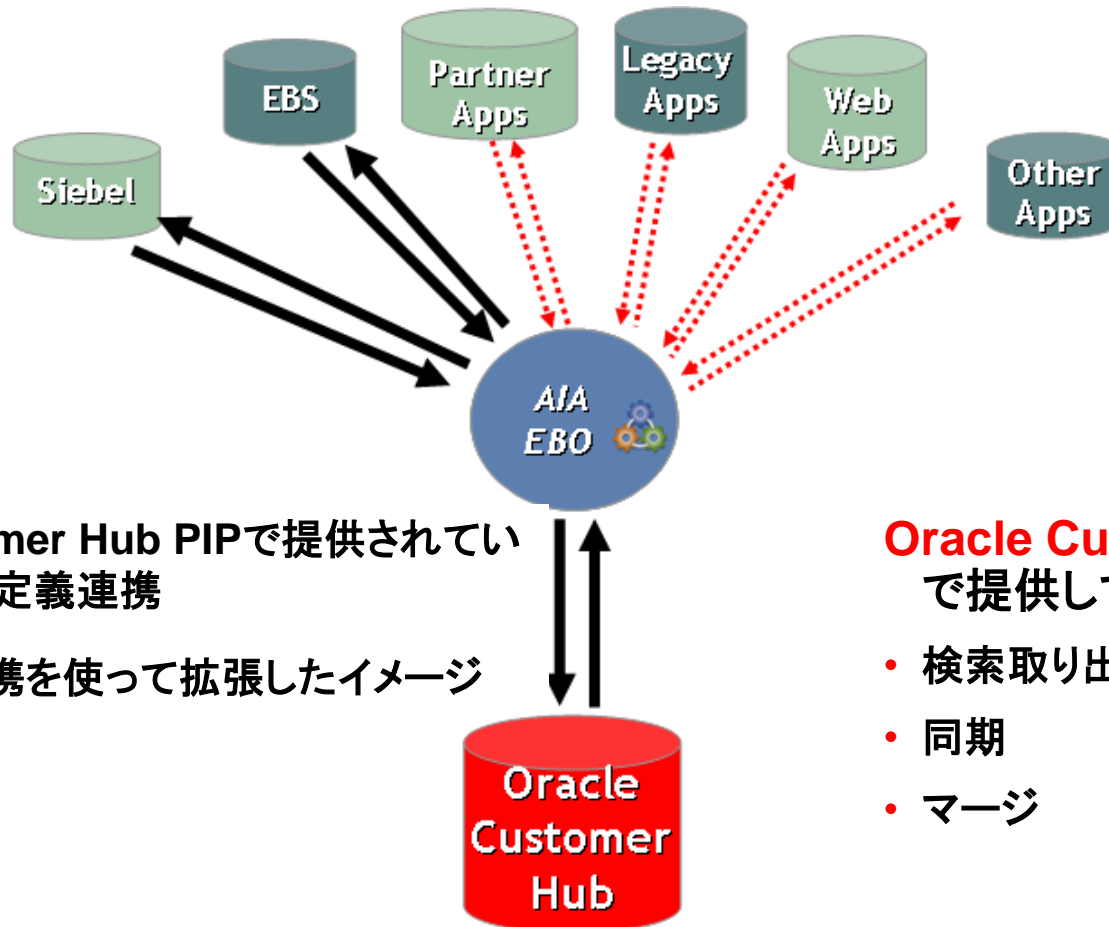 Partner
Apps
Legacy
Apps
EBS
Web
Apps
Siebel
Other
Apps
AIA
EBO
mer Hub PIPで提供されてい
定義連携
携を使って拡張したイメージ
Oracle Cu
で提供して
• 検索取り出
• 同期
• マージ
Oracle
Customer
Hub